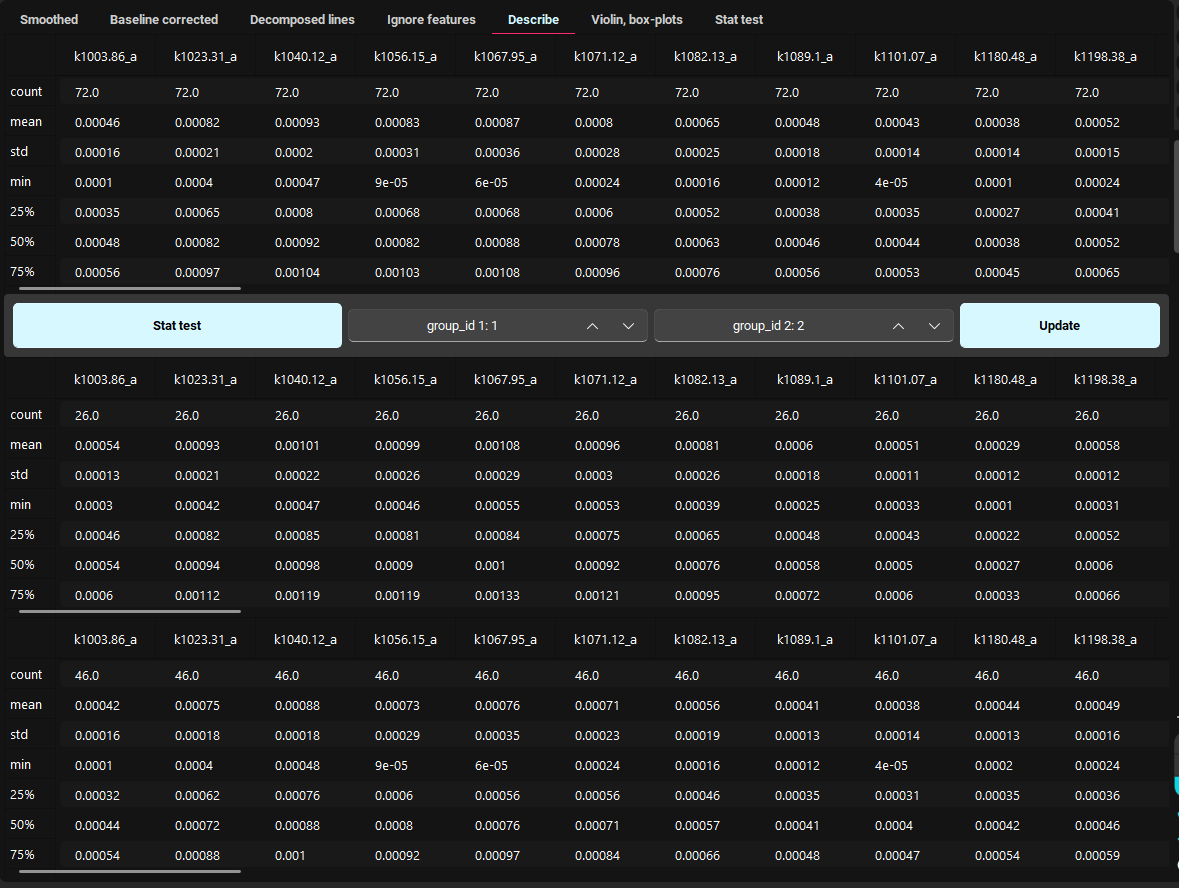 Smoothed Baseline corrected Decomposed lines Ignore features Describe Violin, box-plots Stat test
k1003.86_a k1023.31_a k1040.12_a k1056.15_a k1067.95_a k1071.12_a k1082.13_a k1089.1_a k1101.07_a k1180.48_a k1198.38_a
count 72.0 72.0 72.0 72.0 72.0 72.0 72.0 72.0 72.0 72.0 72.0
mean 0.00046 0.00082 0.00093 0.00083 0.00087 0.0008 0.00065 0.00048 0.00043 0.00038 0.00052
std 0.00016 0.00021 0.0002 0.00031 0.00036 0.00028 0.00025 0.00018 0.00014 0.00014 0.00015
min 0.0001 0.0004 0.00047 9e-05 6e-05 0.00024 0.00016 0.00012 4e-05 0.0001 0.00024
25% 0.00035 0.00065 0.0008 0.00068 0.00068 0.0006 0.00052 0.00038 0.00035 0.00027 0.00041
50% 0.00048 0.00082 0.00092 0.00082 0.00088 0.00078 0.00063 0.00046 0.00044 0.00038 0.00052
75% 0.00056 0.00097 0.00104 0.00103 0.00108 0.00096 0.00076 0.00056 0.00053 0.00045 0.00065
Stat test group_id 1: 1 group_id 2: 2 Update
k1003.86_a k1023.31_a k1040.12_a k1056.15_a k1067.95_a k1071.12_a k1082.13_a k1089.1_a k1101.07_a k1180.48_a k1198.38_a
count 26.0 26.0 26.0 26.0 26.0 26.0 26.0 26.0 26.0 26.0 26.0
mean 0.00054 0.00093 0.00101 0.00099 0.00108 0.00096 0.00081 0.0006 0.00051 0.00029 0.00058
std 0.00013 0.00021 0.00022 0.00026 0.00029 0.0003 0.00026 0.00018 0.00011 0.00012 0.00012
min 0.0003 0.00042 0.00047 0.00046 0.00055 0.00053 0.00039 0.00025 0.00033 0.0001 0.00031
25% 0.00046 0.00082 0.00085 0.00081 0.00084 0.00075 0.00065 0.00048 0.00043 0.00022 0.00052
50% 0.00054 0.00094 0.00098 0.0009 0.001 0.00092 0.00076 0.00058 0.0005 0.00027 0.0006
75% 0.0006 0.00112 0.00119 0.00119 0.00133 0.00121 0.00095 0.00072 0.0006 0.00033 0.00066
k1003.86_a k1023.31_a k1040.12_a k1056.15_a k1067.95_a k1071.12_a k1082.13_a k1089.1_a k1101.07_a k1180.48_a k1198.38_a
count 46.0 46.0 46.0 46.0 46.0 46.0 46.0 46.0 46.0 46.0 46.0
mean 0.00042 0.00075 0.00088 0.00073 0.00076 0.00071 0.00056 0.00041 0.00038 0.00044 0.00049
std 0.00016 0.00018 0.00018 0.00029 0.00035 0.00023 0.00019 0.00013 0.00014 0.00013 0.00016
min 0.0001 0.0004 0.00048 9e-05 6e-05 0.00024 0.00016 0.00012 4e-05 0.0002 0.00024
25% 0.00032 0.00062 0.00076 0.0006 0.00056 0.00056 0.00046 0.00035 0.00031 0.00035 0.00036
50% 0.00044 0.00072 0.00088 0.0008 0.00076 0.00071 0.00057 0.00041 0.0004 0.00042 0.00046
75% 0.00054 0.00088 0.001 0.00092 0.00097 0.00084 0.00066 0.00048 0.00047 0.00054 0.00059